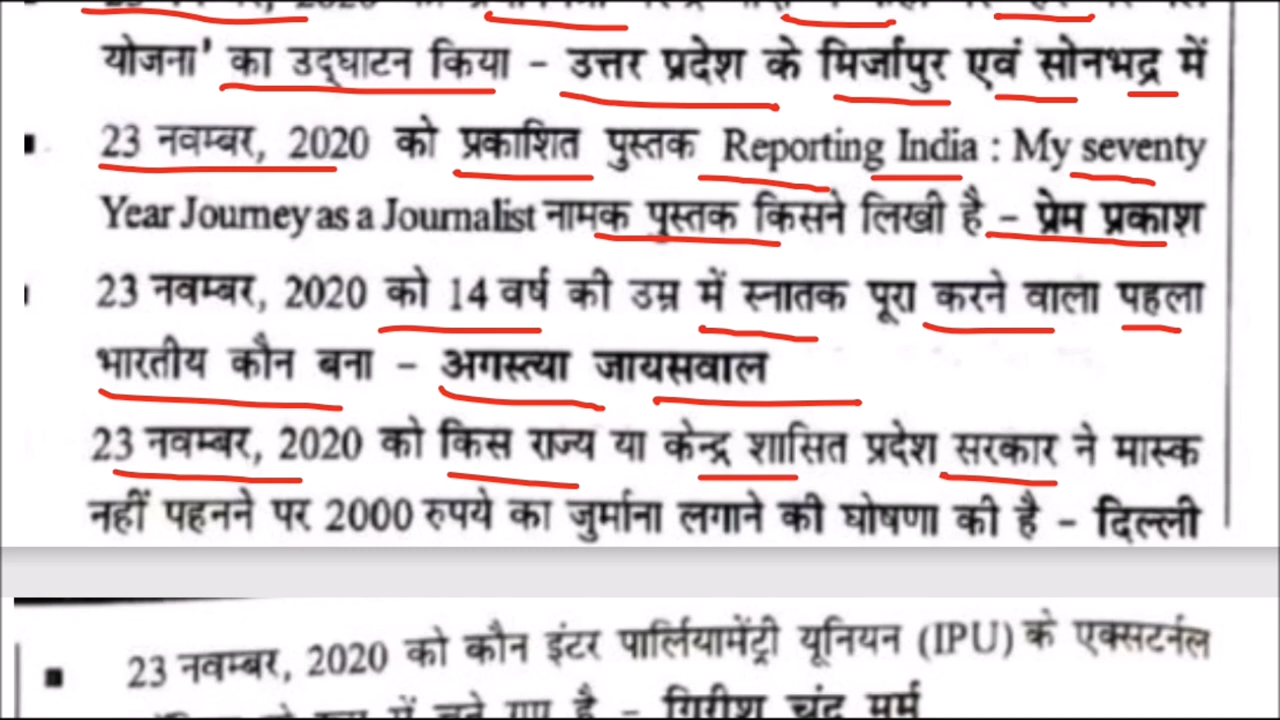 2020
योजना' का उद्घाटन किया – उत्तर प्रदेश के मिर्जापुर एवं सोनभद्र में
▪ 23 नवम्बर, 2020 को प्रकाशित पुस्तक Reporting India : My seventy
Year Journey as a Journalist नामक पुस्तक किसने लिखी है – प्रेम प्रकाश
23 नवम्बर, 2020 को 14 वर्ष की उम्र में स्नातक पूरा करने वाला पहला
भारतीय कौन बना – अगस्त्या जायसवाल
23 नवम्बर, 2020 को किस राज्य या केन्द्र शासित प्रदेश सरकार ने मास्क
नहीं पहनने पर 2000 रुपये का जुर्माना लगाने की घोषणा की है – दिल्ली
▪ 23 नवम्बर, 2020 को कौन इंटर पार्लियामेंट्री यूनियन (IPU) के एक्सटर्नल
में चुने गए है – गिरीश चंद्र मुर्मू